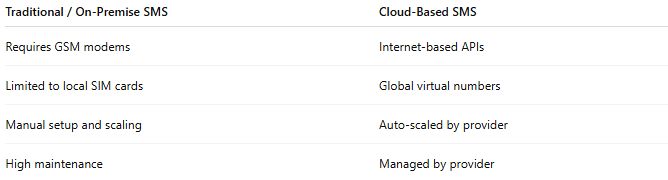 Traditional / On-Premise SMS Cloud-Based SMS
Requires GSM modems Internet-based APIs
Limited to local SIM cards Global virtual numbers
Manual setup and scaling Auto-scaled by provider
High maintenance Managed by provider